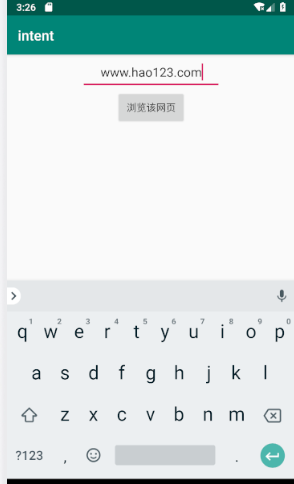 3:26
intent
www.hao123.com
浏览该网页
1 2 3 4 5 6 7 8 9 0
q w e r t y u i o p
a s d f g h j k l
z x c v b n m
?123 , .